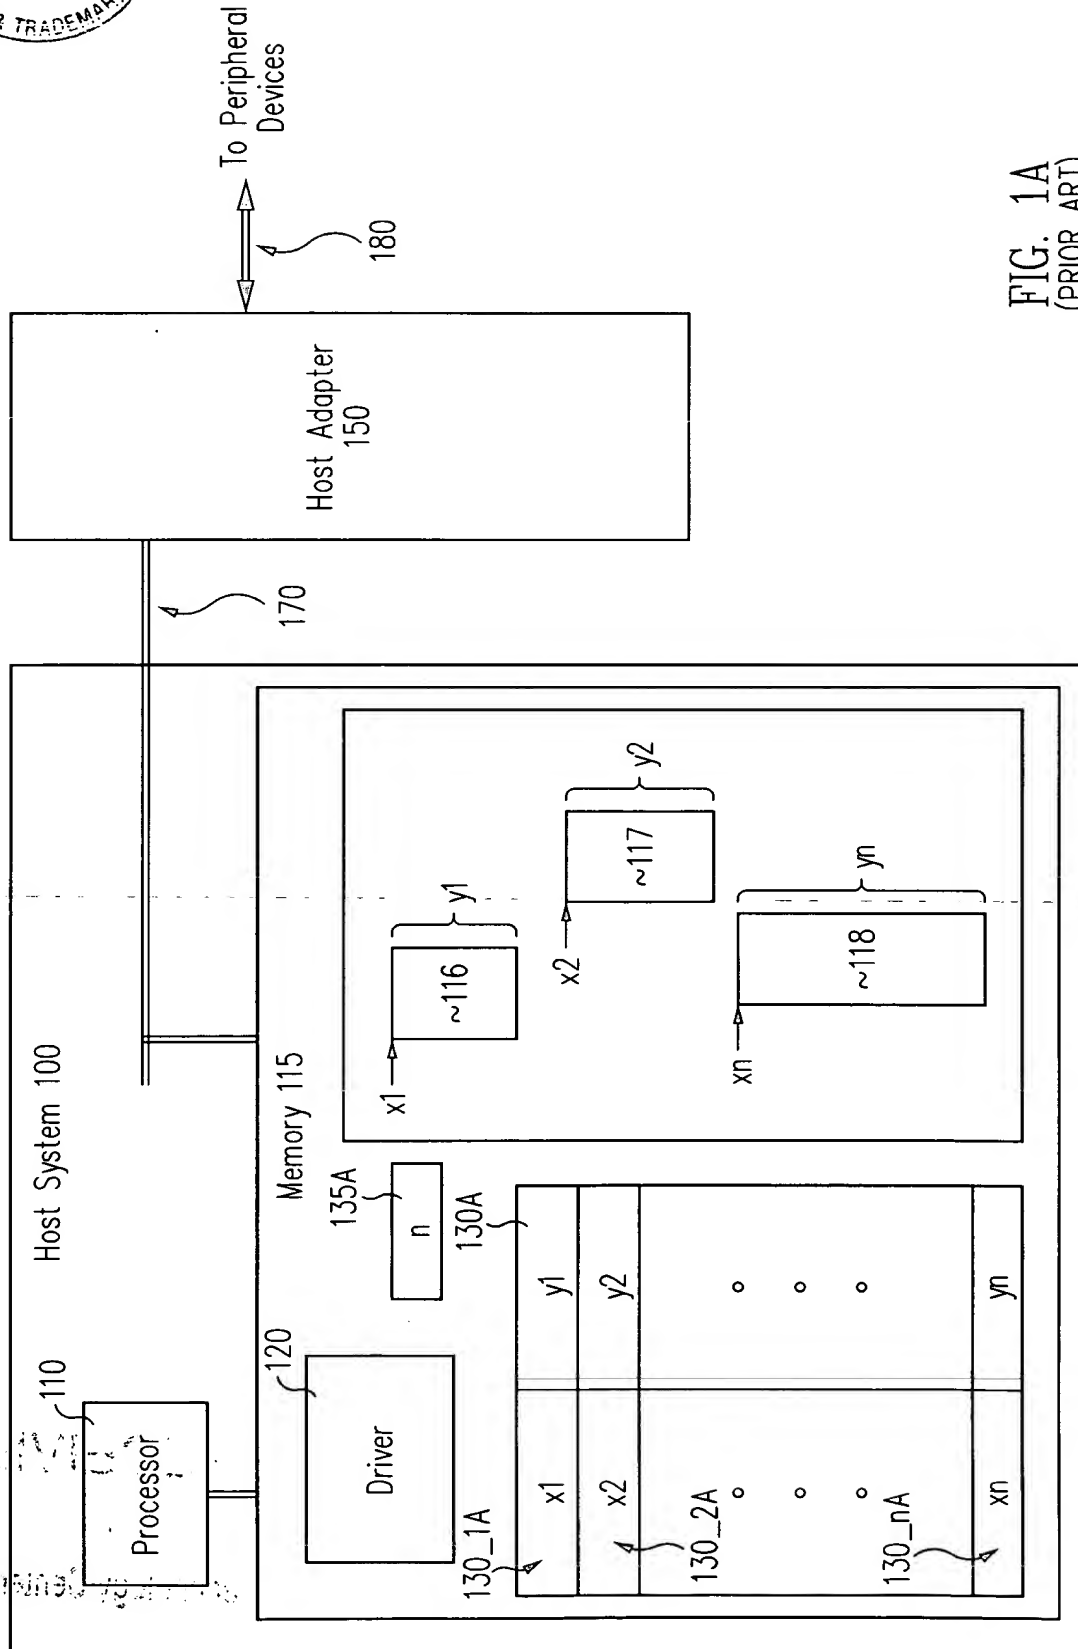 TRADEMAR
Host System 100
110
Processor
Memory 115
120
Driver
135A
n
130A
130_1A
x1 y1
x2 y2
130_2A
130_nA
xn yn
x1
~116
y1
x2
~117
y2
xn
~118
yn
170
Host Adapter
150
180
To Peripheral
Devices
FIG. 1A
(PRIOR ART)